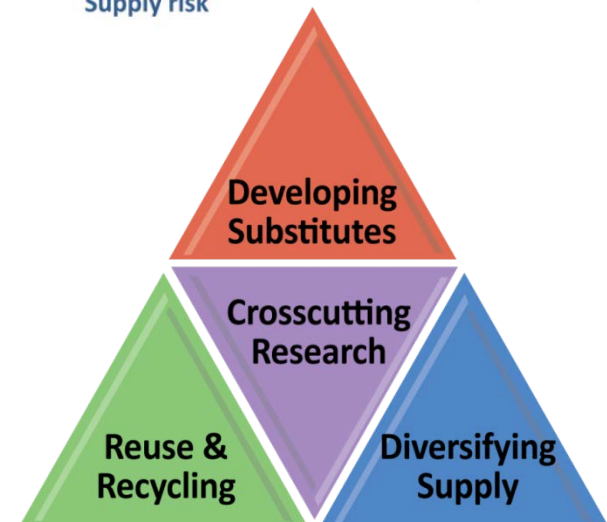 Supply risk
Developing
Substitutes
Crosscutting
Research
Reuse &
Recycling
Diversifying
Supply